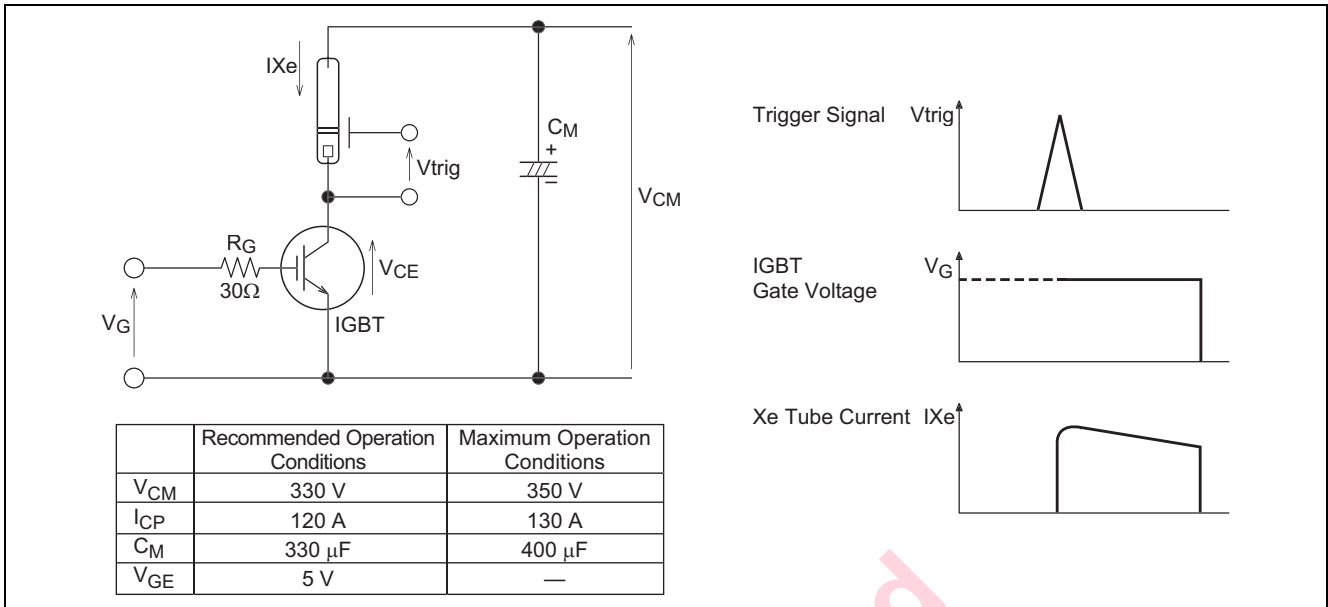 IXe
Vtrig
CM
+
–
VCM
RG
30Ω
VCE
IGBT
VG
Trigger Signal Vtrig
IGBT
Gate Voltage
VG
Xe Tube Current IXe
Recommended Operation Conditions Maximum Operation Conditions
VCM 330 V 350 V
ICP 120 A 130 A
CM 330 μF 400 μF
VGE 5 V —